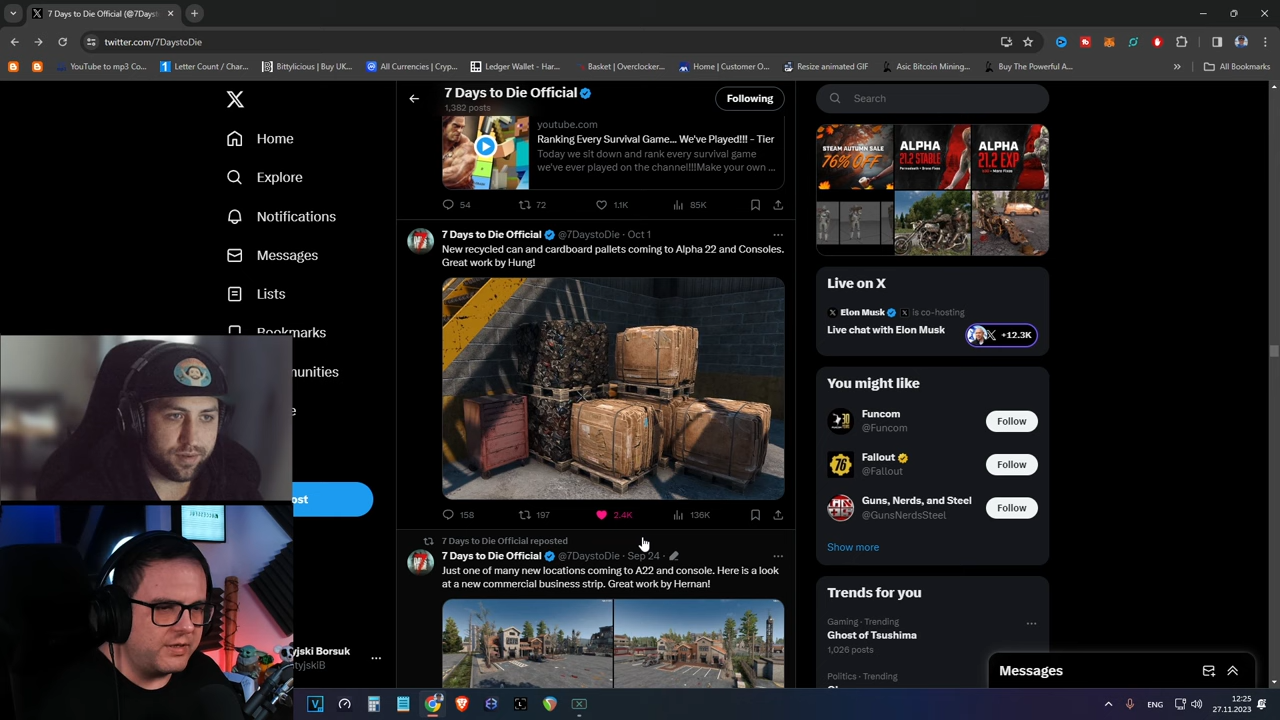 7 Days to Die Official (@7Days
twitter.com/7DaystoDie
YouTube to mp3 Co...
Letter Count / Char...
Bittylicious | Buy UK...
All Currencies | Cryp...
Ledger Wallet - Har...
Basket | Overclocker...
Home | Customer O...
Resize animated GIF
Asic Bitcoin Mining...
Buy The Powerful A...
All Bookmarks
Home
Explore
Notifications
Messages
Lists
Bookmarks
munities
ost
yjski Borsuk
tyjskiB
7 Days to Die Official
1,382 posts
Following
youtube.com
Ranking Every Survival Game... We've Played!!! - Tier
Today we sit down and rank every survival game
we've ever played on the channel!!!Make your own ...
54 72 1.1K 85K
7 Days to Die Official @7DaystoDie · Oct 1
New recycled can and cardboard pallets coming to Alpha 22 and Consoles.
Great work by Hung!
158 197 2.4K 136K
7 Days to Die Official reposted
7 Days to Die Official @7DaystoDie · Sep 24 ·
Just one of many new locations coming to A22 and console. Here is a look
at a new commercial business strip. Great work by Hernan!
Search
STEAM AUTUMN SALE
76% OFF
ALPHA
21.2 STABLE
ALPHA
21.2 EXP
Live on X
Elon Musk is co-hosting
Live chat with Elon Musk
+12.3K
You might like
Funcom
@Funcom
Follow
Fallout
@Fallout
Follow
Guns, Nerds, and Steel
@GunsNerdsSteel
Follow
Show more
Trends for you
Gaming · Trending
Ghost of Tsushima
1,026 posts
Politics · Trending
Messages
ENG
12:25
27.11.2023